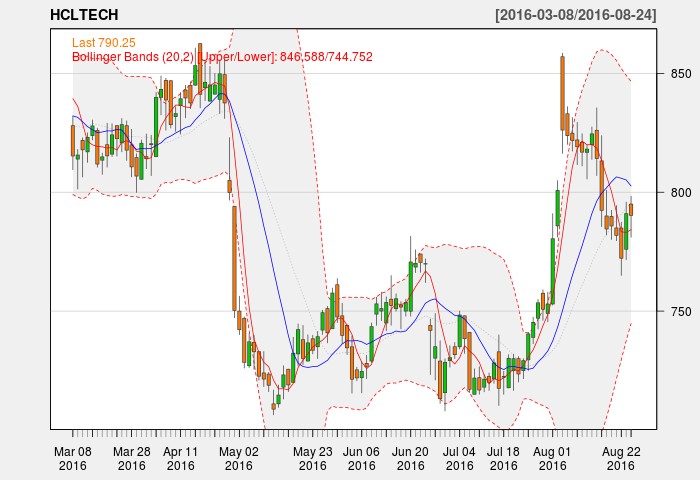 HCLTECH [2016-03-08/2016-08-24]
Last 790.25
Bollinger Bands (20,2) [Upper/Lower]: 846.588/744.752
850
800
750
Mar 08 Mar 28 Apr 11 May 02 May 23 Jun 06 Jun 20 Jul 04 Jul 18 Aug 01 Aug 22
2016 2016 2016 2016 2016 2016 2016 2016 2016 2016 2016